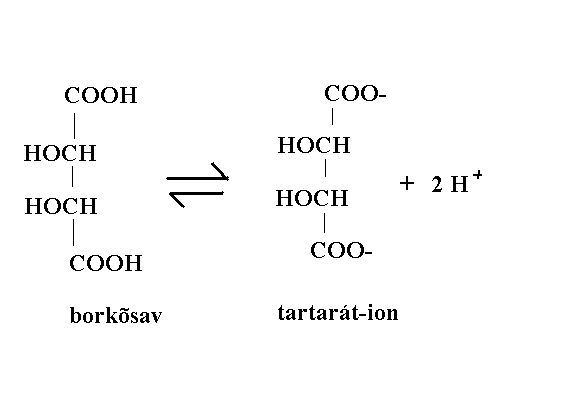 COOH
HOCH
HOCH
COOH
borkõsav
COO-
HOCH
HOCH
COO-
tartarát-ion
+ 2 H+